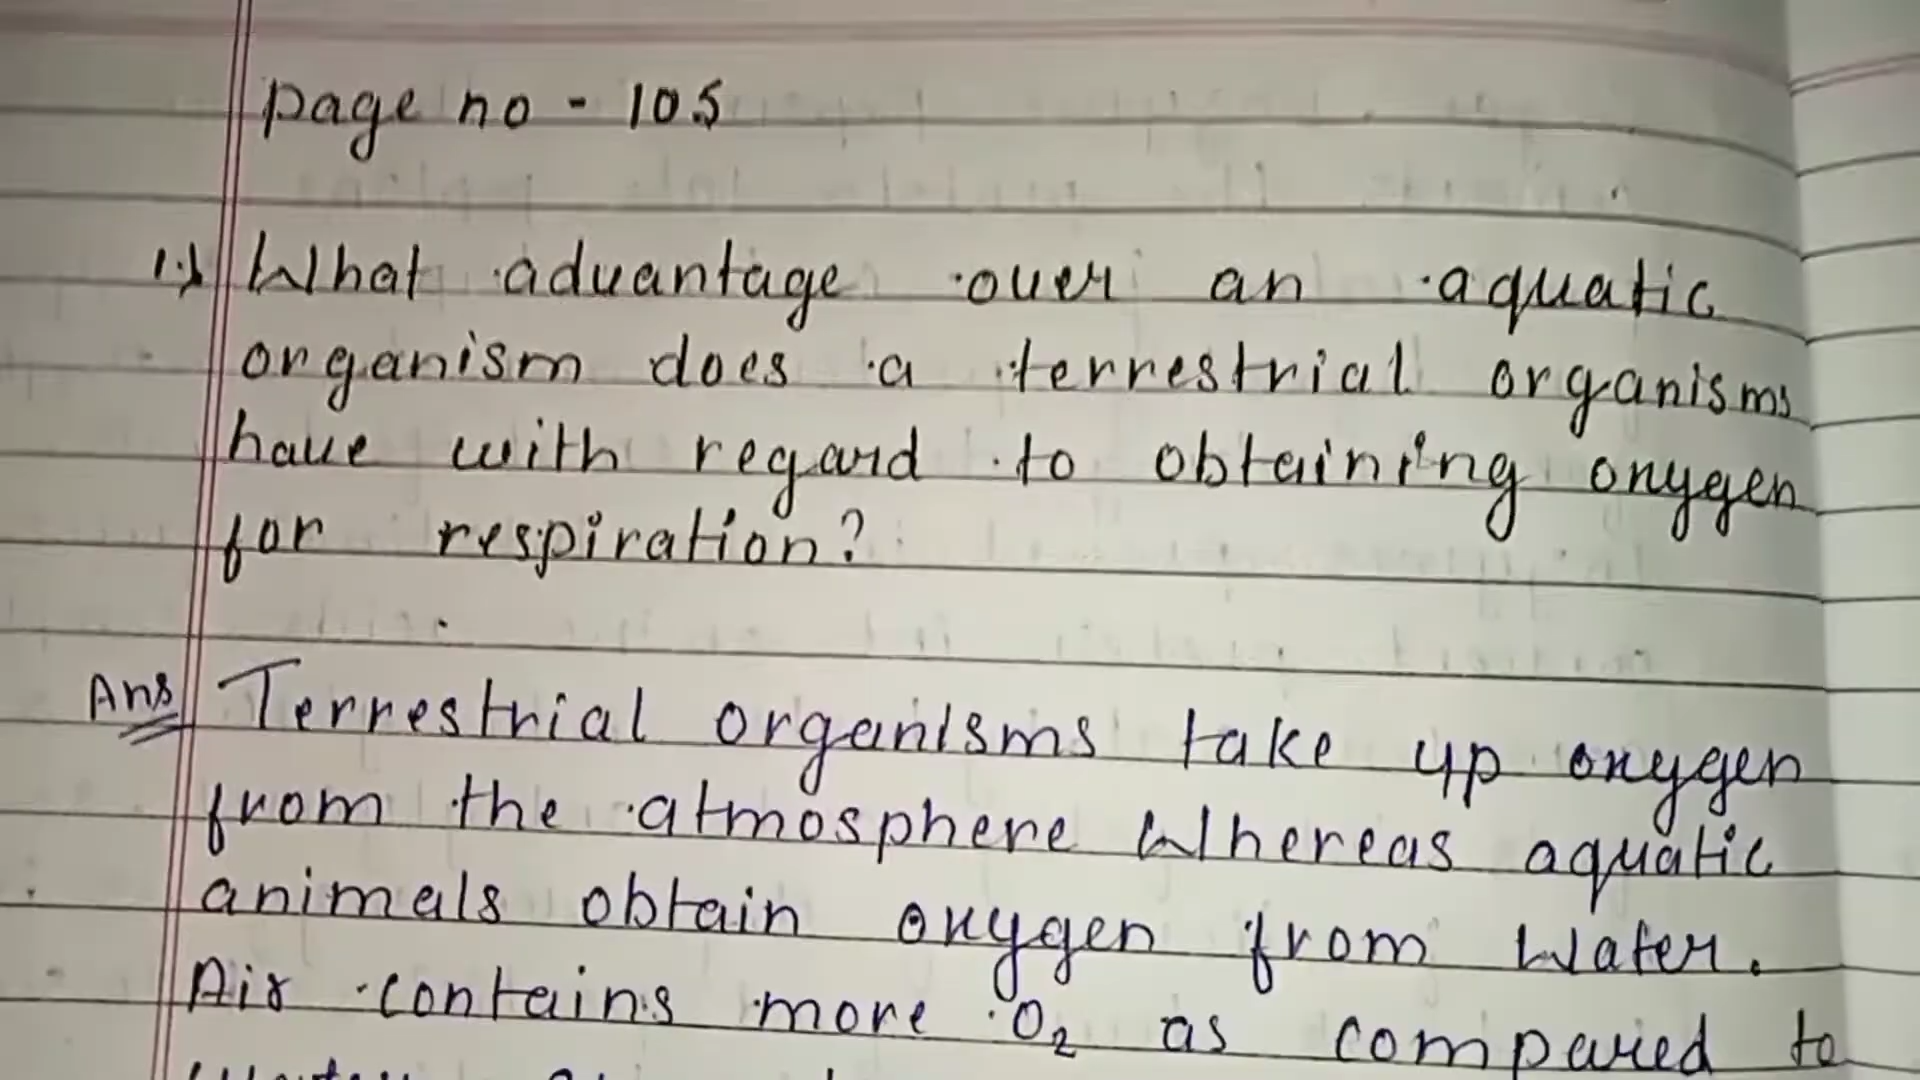 page no - 105
1.) What advantage over an aquatic
organism does a terrestrial organisms
have with regard to obtaining oxygen
for respiration?
Ans Terrestrial organisms take up oxygen
from the atmosphere Whereas aquatic
animals obtain oxygen from Water.
Air contains more O2 as compared to